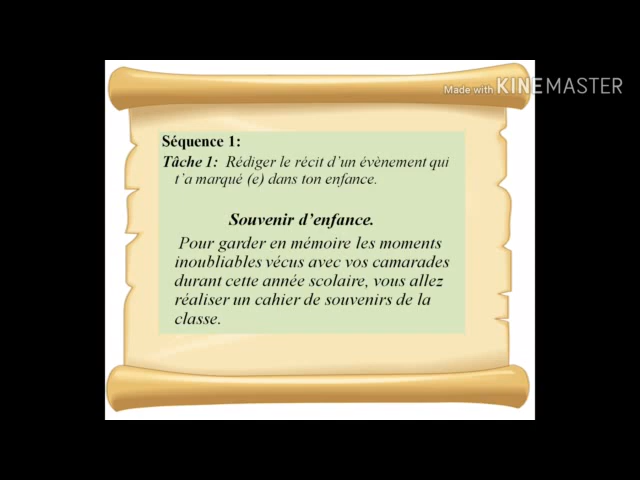 Made with KINEMASTER
Séquence 1:
Tâche 1: Rédiger le récit d'un évènement qui
t'a marqué (e) dans ton enfance.
Souvenir d'enfance.
Pour garder en mémoire les moments
inoubliables vécus avec vos camarades
durant cette année scolaire, vous allez
réaliser un cahier de souvenirs de la
classe.